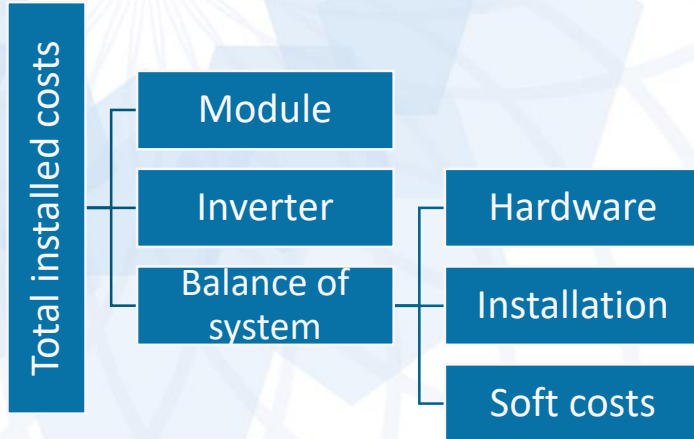 Total installed costs
Module
Inverter
Balance of
system
Hardware
Installation
Soft costs